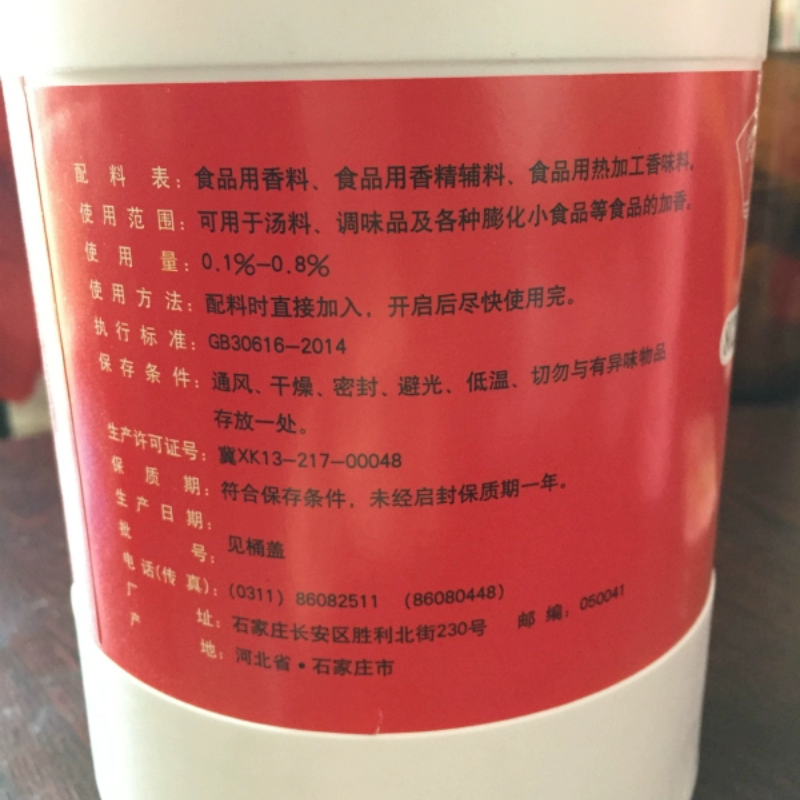 配料表：食品用香料、食品用香精辅料、食品用热加工香味料。
使用范围：可用于汤料、调味品及各种膨化小食品等食品的加香。
使用量：0.1%–0.8%
使用方法：配料时直接加入，开启后尽快使用完。
执行标准：GB30616–2014
保存条件：通风、干燥、密封、避光、低温、切勿与有异味物品
存放一处。
生产许可证号：冀XK13–217–00048
保质期：符合保存条件，未经启封保质期一年。
生产日期：
批号：见桶盖
电话(传真)：(0311) 86082511 (86080448)
厂址：石家庄长安区胜利北街230号 邮编：050041
产地：河北省·石家庄市